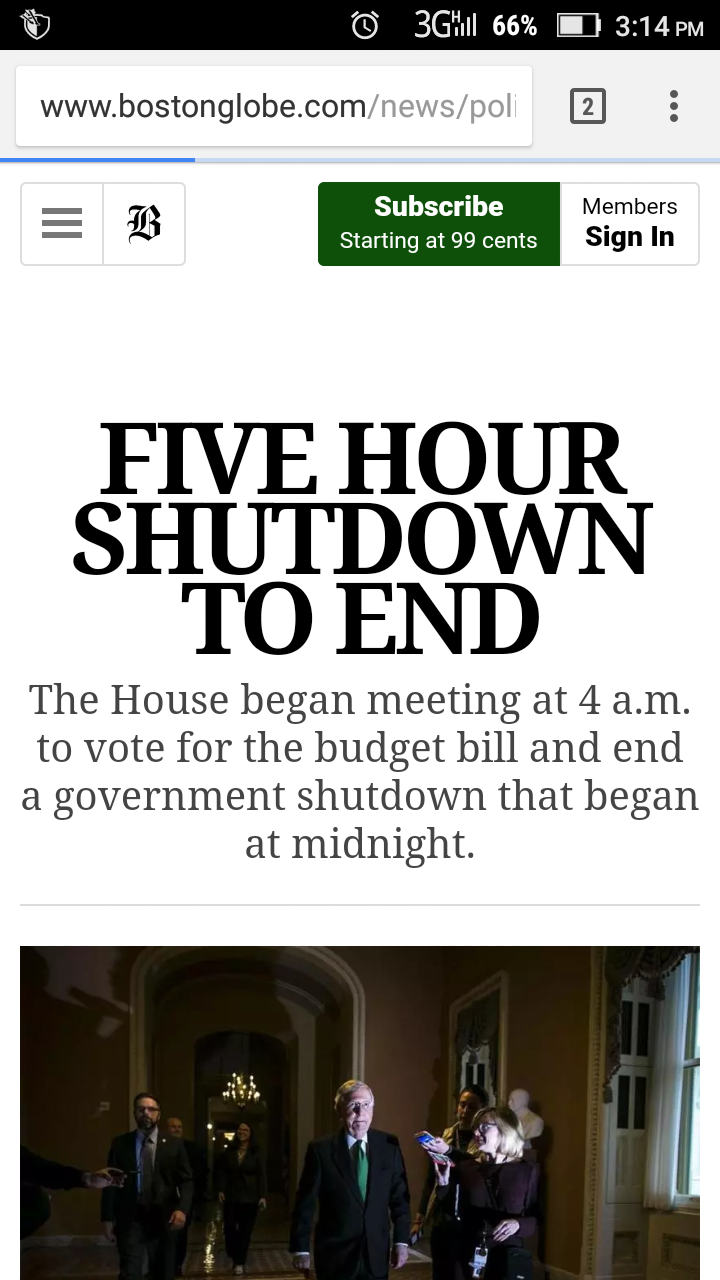 3G H 66% 3:14 PM
www.bostonglobe.com/news/poli
2
B
Subscribe
Starting at 99 cents
Members
Sign In
FIVE HOUR
SHUTDOWN
TO END
The House began meeting at 4 a.m.
to vote for the budget bill and end
a government shutdown that began
at midnight.